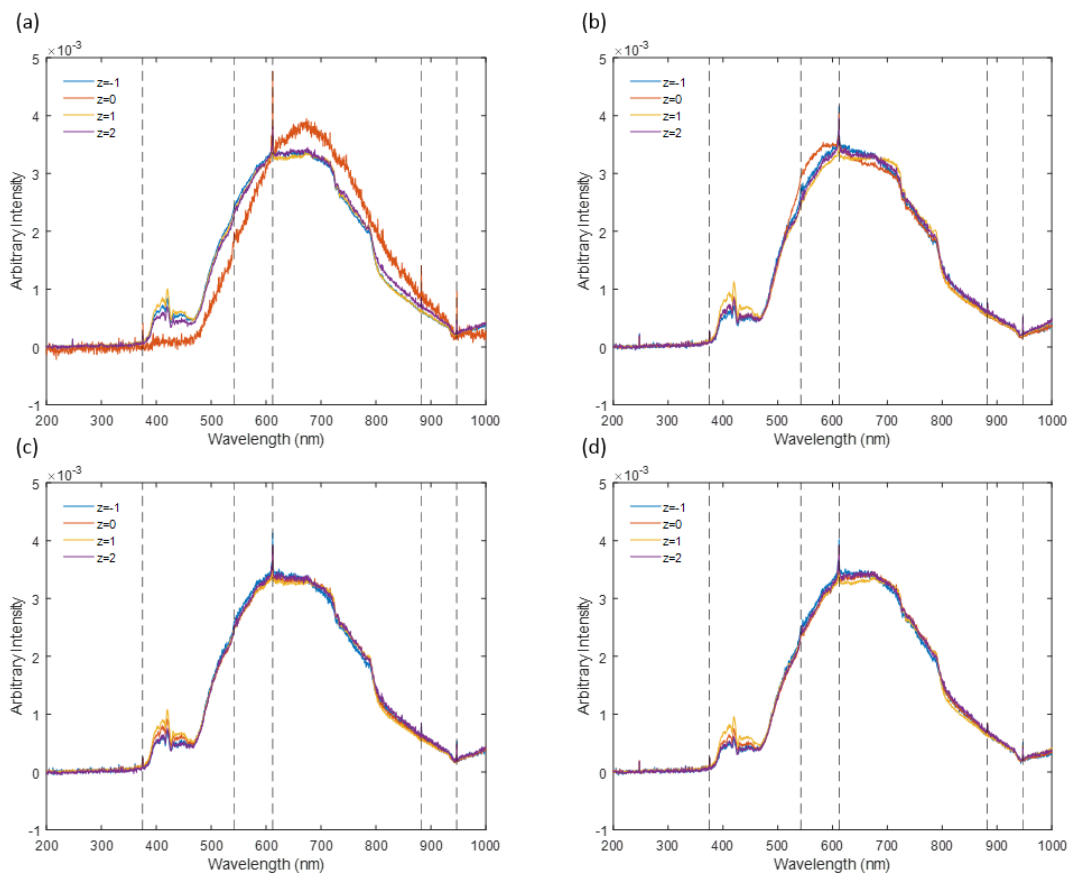 (a)
×10⁻³
5
4
3
2
1
0
-1
z=-1
z=0
z=1
z=2
Arbitrary Intensity
200 300 400 500 600 700 800 900 1000
Wavelength (nm)
(b)
×10⁻³
5
4
3
2
1
0
-1
z=-1
z=0
z=1
z=2
Arbitrary Intensity
200 300 400 500 600 700 800 900 1000
Wavelength (nm)
(c)
×10⁻³
5
4
3
2
1
0
-1
z=-1
z=0
z=1
z=2
Arbitrary Intensity
200 300 400 500 600 700 800 900 1000
Wavelength (nm)
(d)
×10⁻³
5
4
3
2
1
0
-1
z=-1
z=0
z=1
z=2
Arbitrary Intensity
200 300 400 500 600 700 800 900 1000
Wavelength (nm)